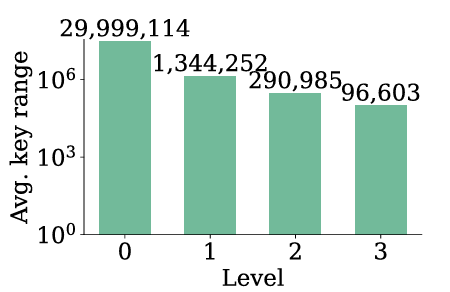 29,999,114
1,344,252
290,985
96,603
Avg. key range
10⁶
10³
10⁰
0 1 2 3
Level